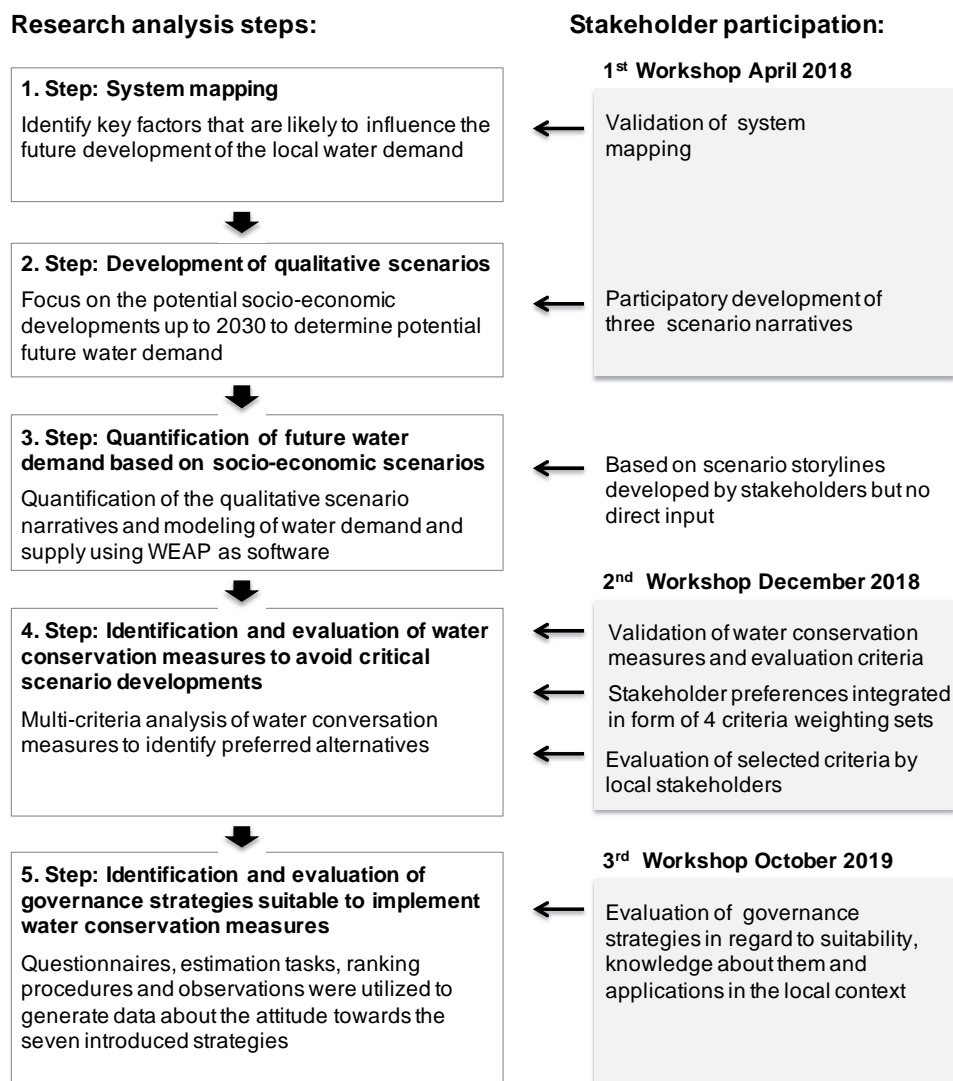 Research analysis steps:
Stakeholder participation:
1. Step: System mapping
Identify key factors that are likely to influence the
future development of the local water demand
1st Workshop April 2018
Validation of system
mapping
2. Step: Development of qualitative scenarios
Focus on the potential socio-economic
developments up to 2030 to determine potential
future water demand
Participatory development of
three scenario narratives
3. Step: Quantification of future water
demand based on socio-economic scenarios
Quantification of the qualitative scenario
narratives and modeling of water demand and
supply using WEAP as software
Based on scenario storylines
developed by stakeholders but no
direct input
2nd Workshop December 2018
4. Step: Identification and evaluation of water
conservation measures to avoid critical
scenario developments
Multi-criteria analysis of water conversation
measures to identify preferred alternatives
Validation of water conservation
measures and evaluation criteria
Stakeholder preferences integrated
in form of 4 criteria weighting sets
Evaluation of selected criteria by
local stakeholders
3rd Workshop October 2019
5. Step: Identification and evaluation of
governance strategies suitable to implement
water conservation measures
Questionnaires, estimation tasks, ranking
procedures and observations were utilized to
generate data about the attitude towards the
seven introduced strategies
Evaluation of governance
strategies in regard to suitability,
knowledge about them and
applications in the local context